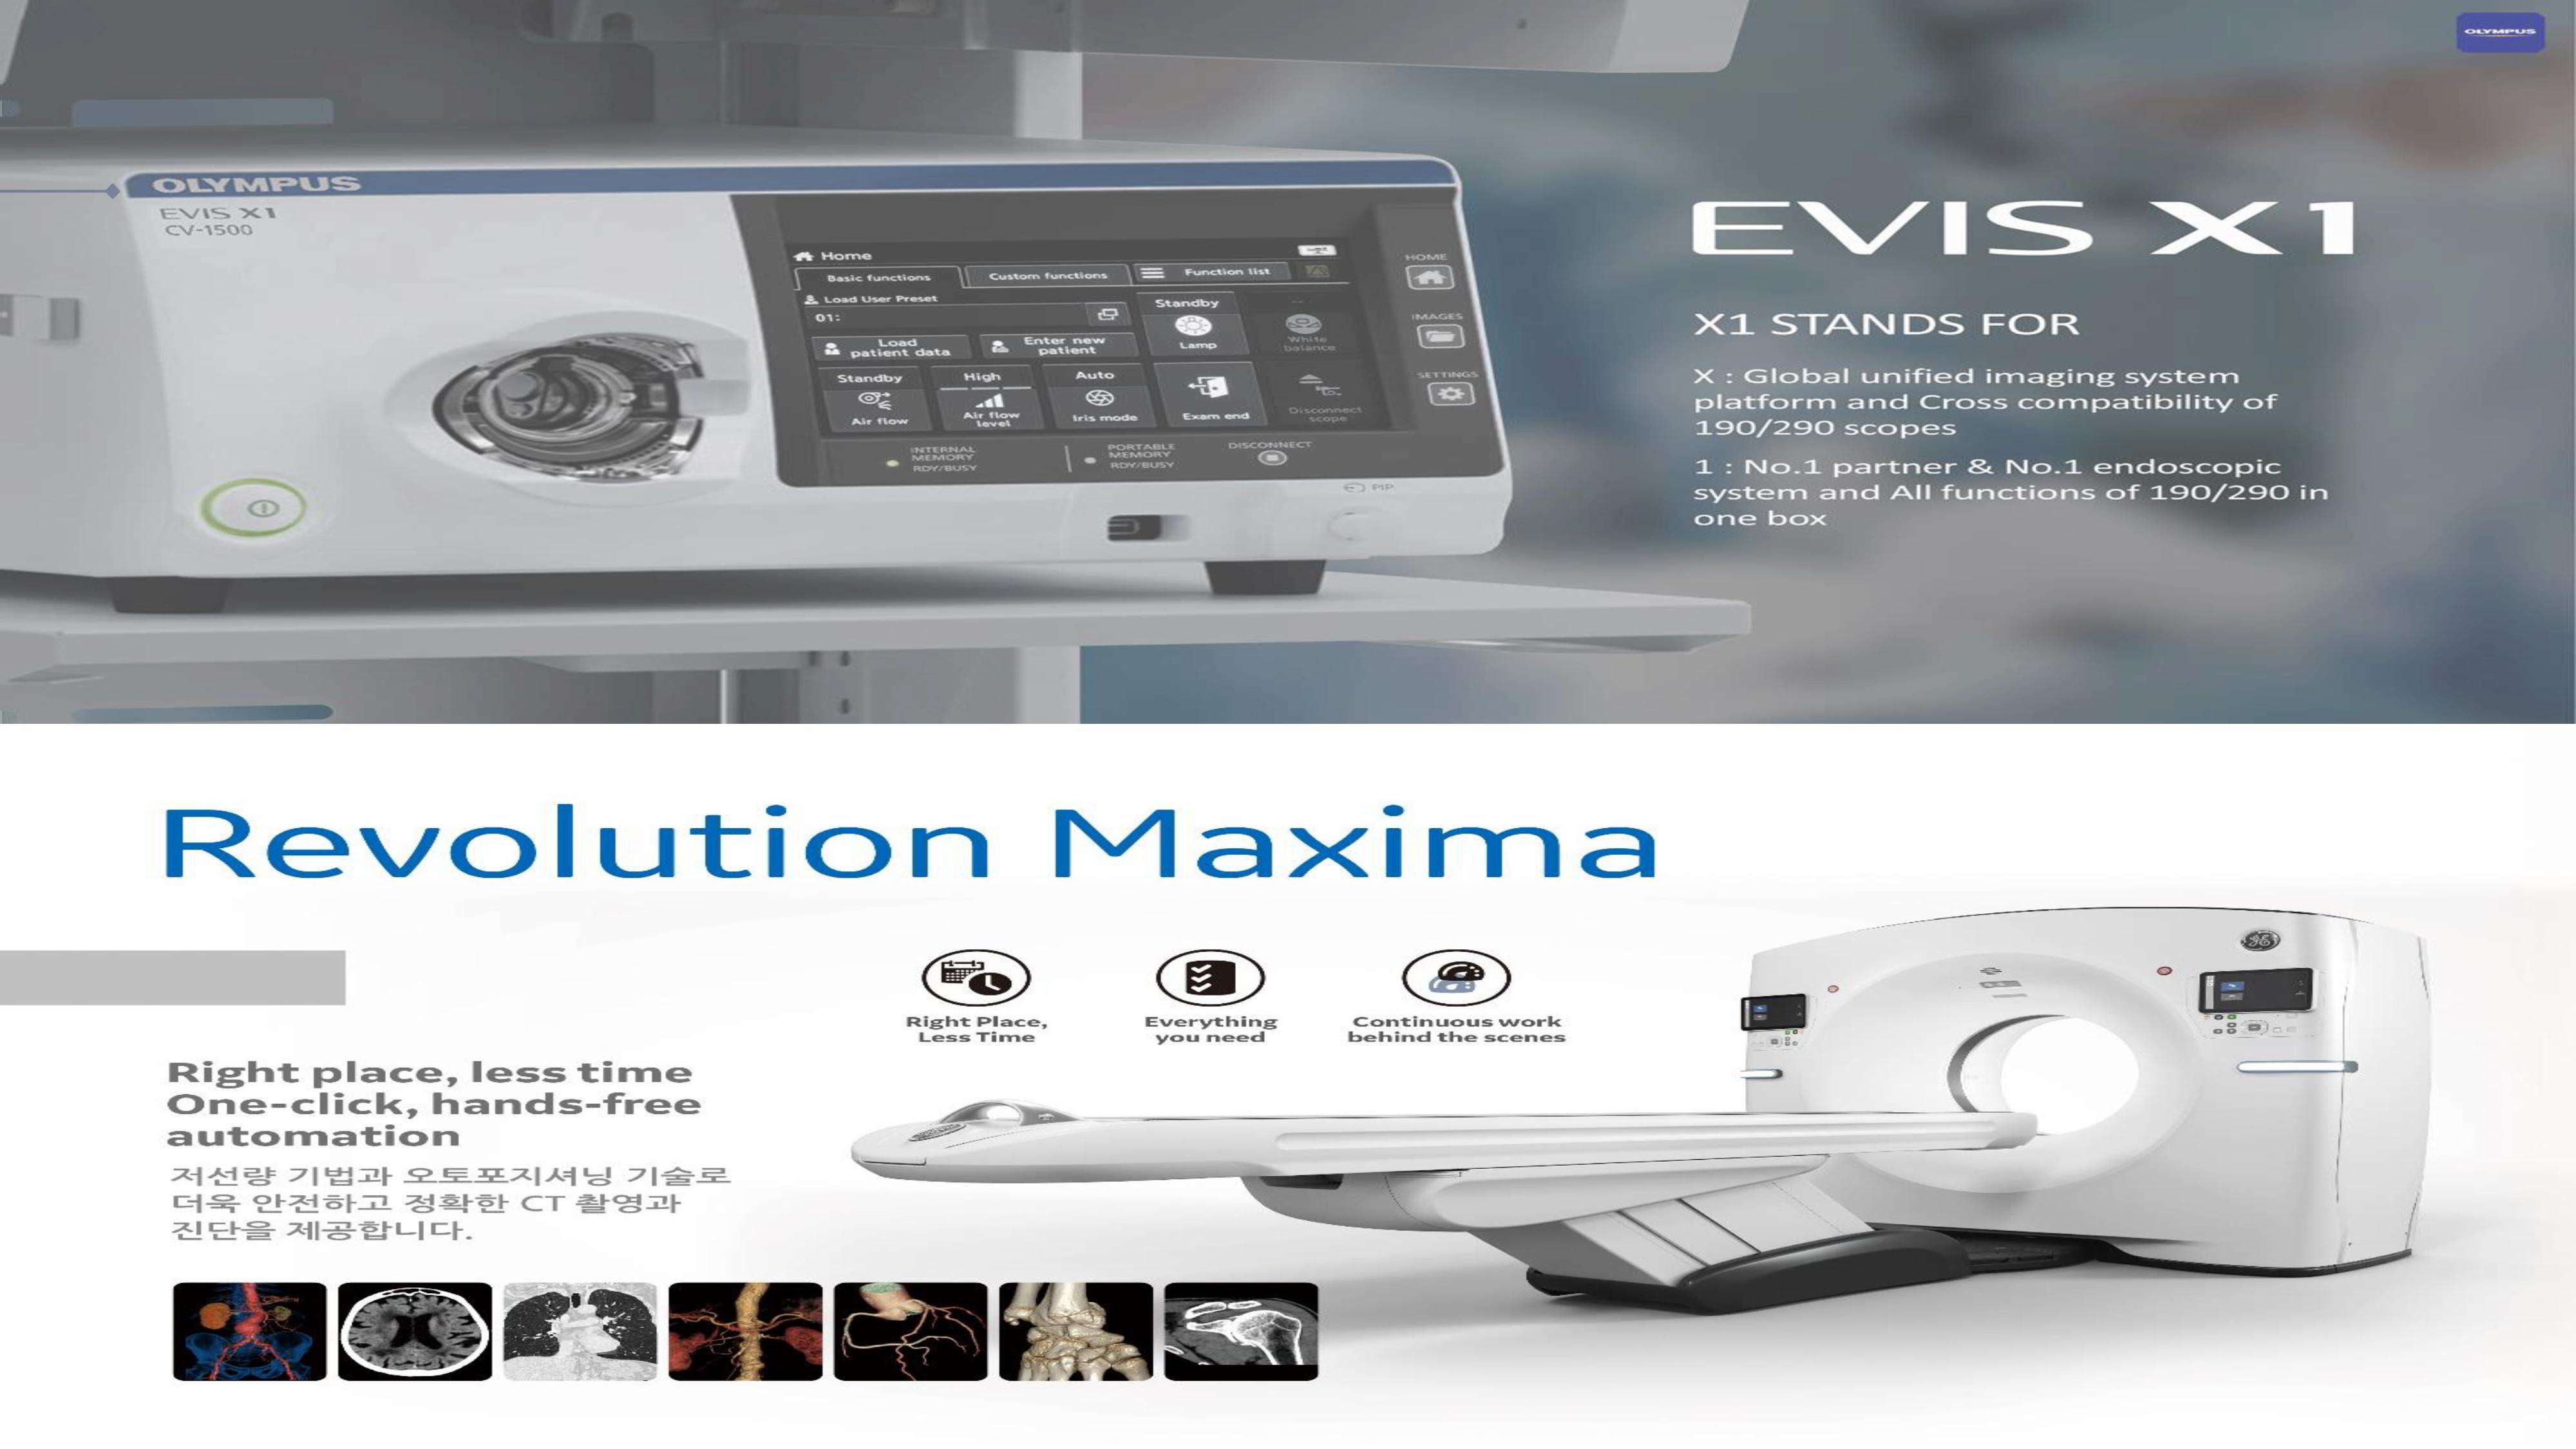 OLYMPUS
OLYMPUS
EVIS X1
CV-1500
Home
Basic functions
Custom functions
Function list
Load User Preset
01:
Standby
Lamp
White
balance
Load
patient data
Enter new
patient
Standby
Air flow
High
Air flow
level
Auto
Iris mode
Exam end
Disconnect
scope
HOME
IMAGES
SETTINGS
INTERNAL
MEMORY
RDY/BUSY
PORTABLE
MEMORY
RDY/BUSY
DISCONNECT
PIP
EVIS X1
X1 STANDS FOR
X : Global unified imaging system
platform and Cross compatibility of
190/290 scopes
1 : No.1 partner & No.1 endoscopic
system and All functions of 190/290 in
one box
Revolution Maxima
Right Place,
Less Time
Everything
you need
Continuous work
behind the scenes
Right place, less time
One-click, hands-free
automation
저선량 기법과 오토포지셔닝 기술로
더욱 안전하고 정확한 CT 촬영과
진단을 제공합니다.
GE